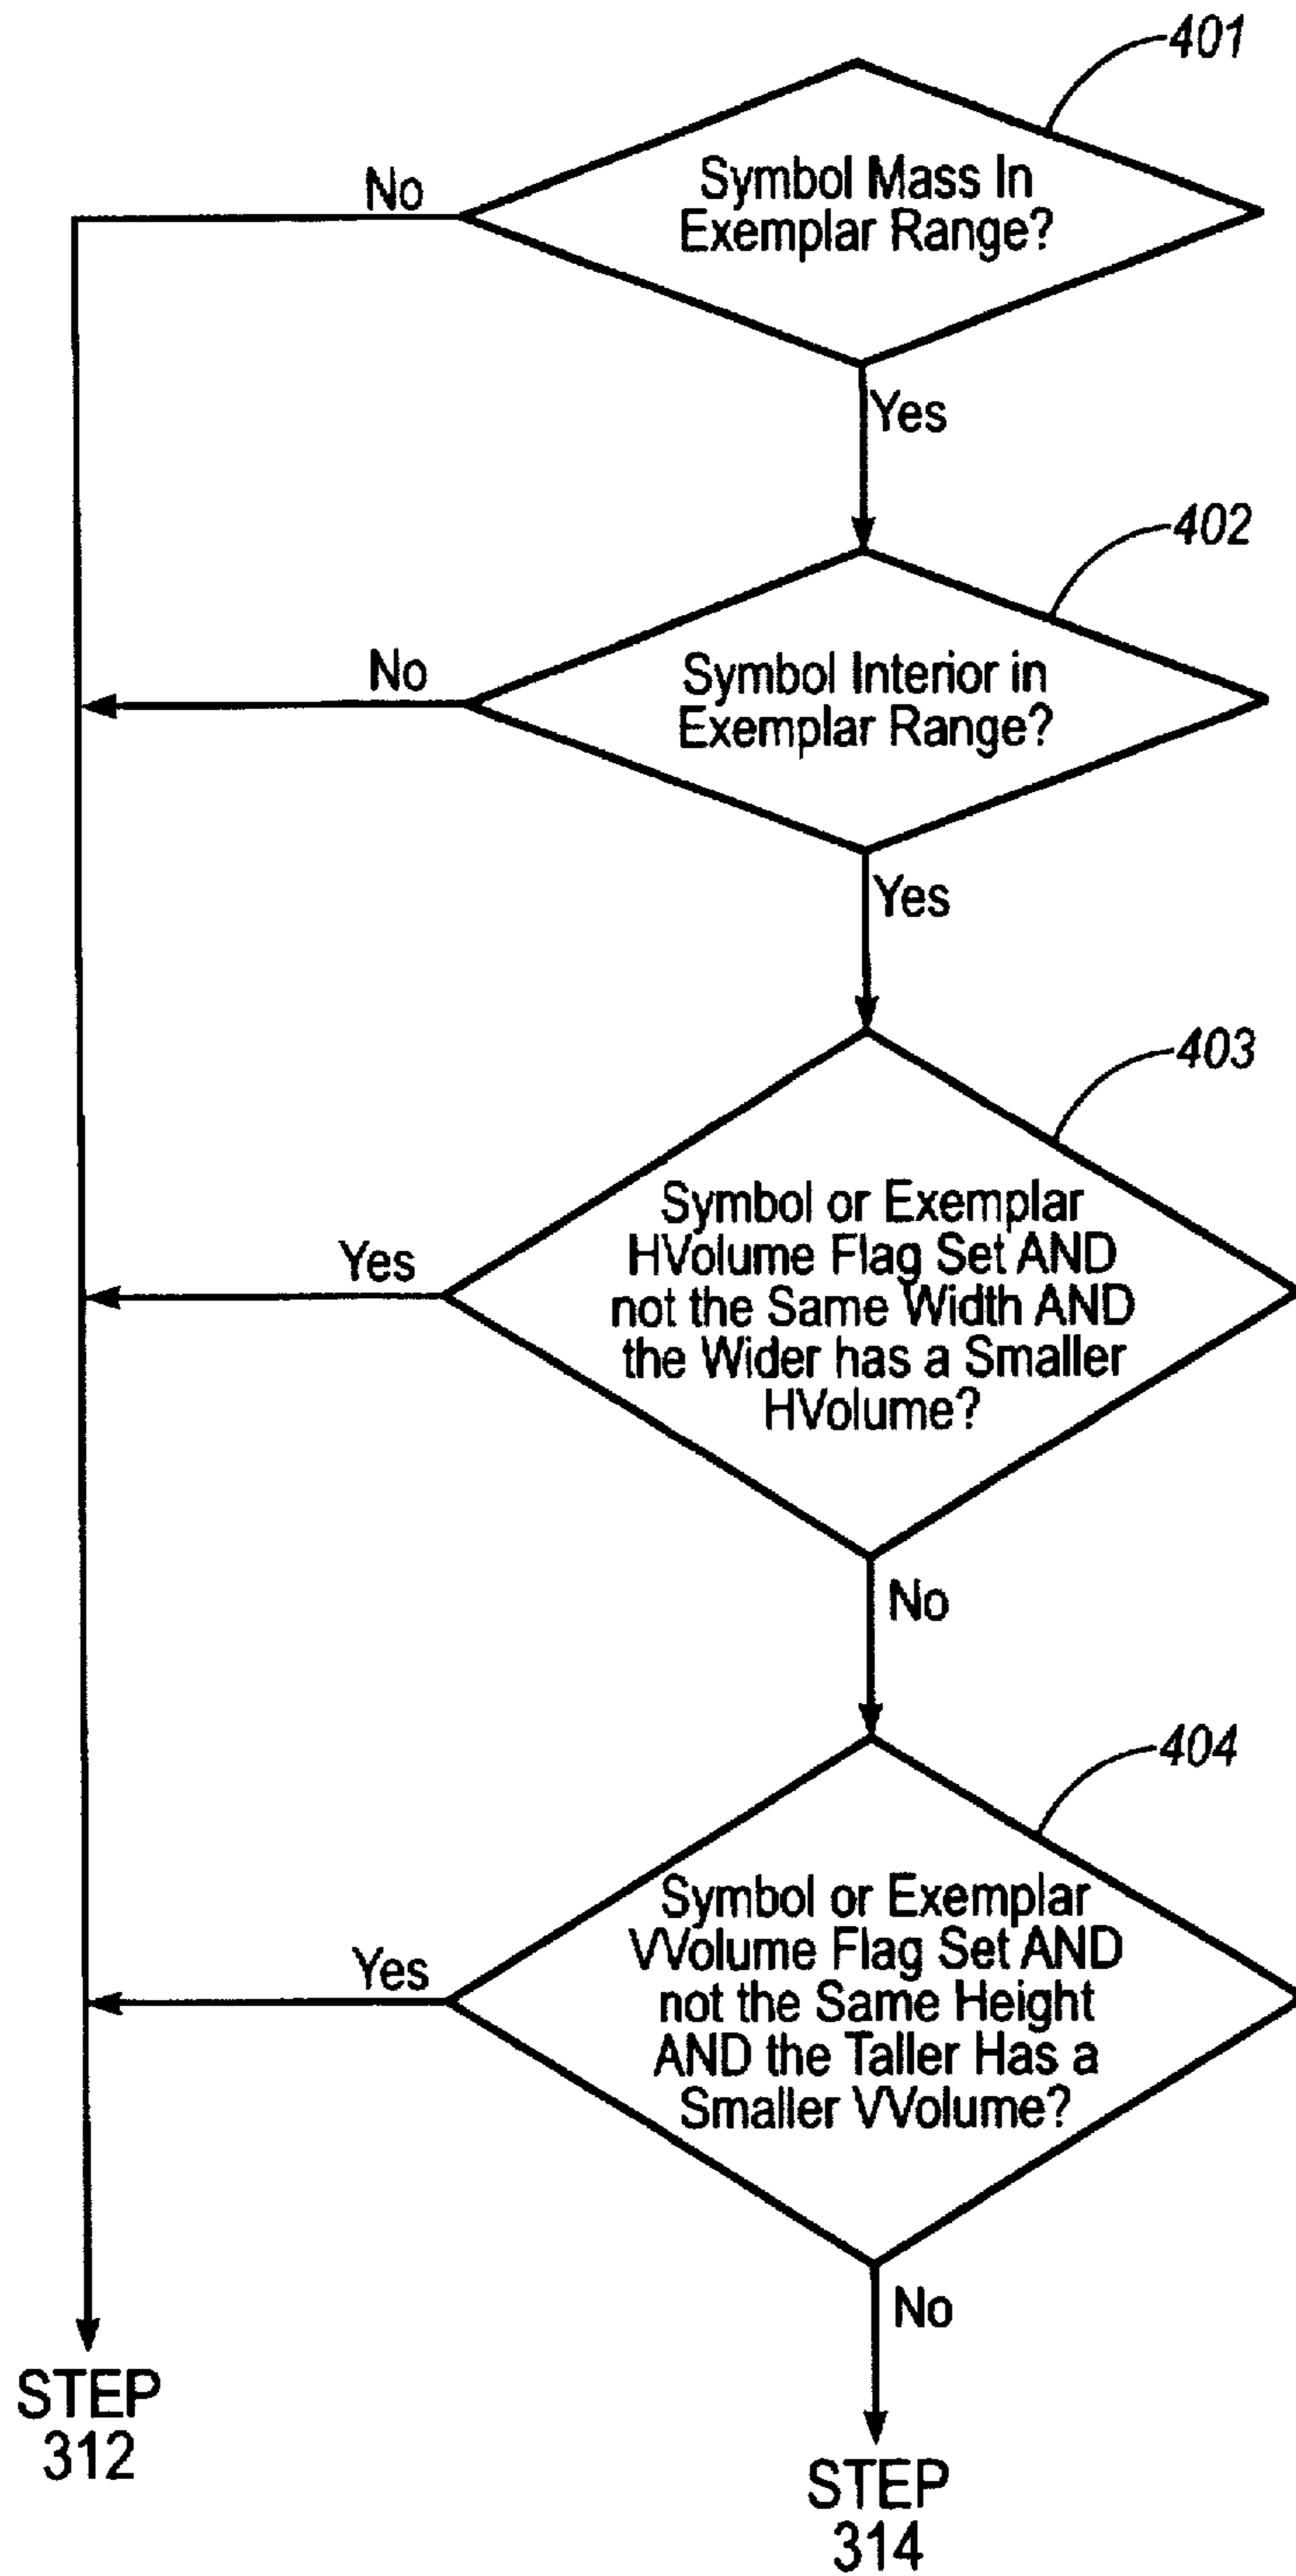 401
Symbol Mass In
Exemplar Range?
No
Yes
402
Symbol Interior in
Exemplar Range?
No
Yes
403
Symbol or Exemplar
HVolume Flag Set AND
not the Same Width AND
the Wider has a Smaller
HVolume?
Yes
No
404
Symbol or Exemplar
VVolume Flag Set AND
not the Same Height
AND the Taller Has a
Smaller VVolume?
Yes
No
STEP
312
STEP
314